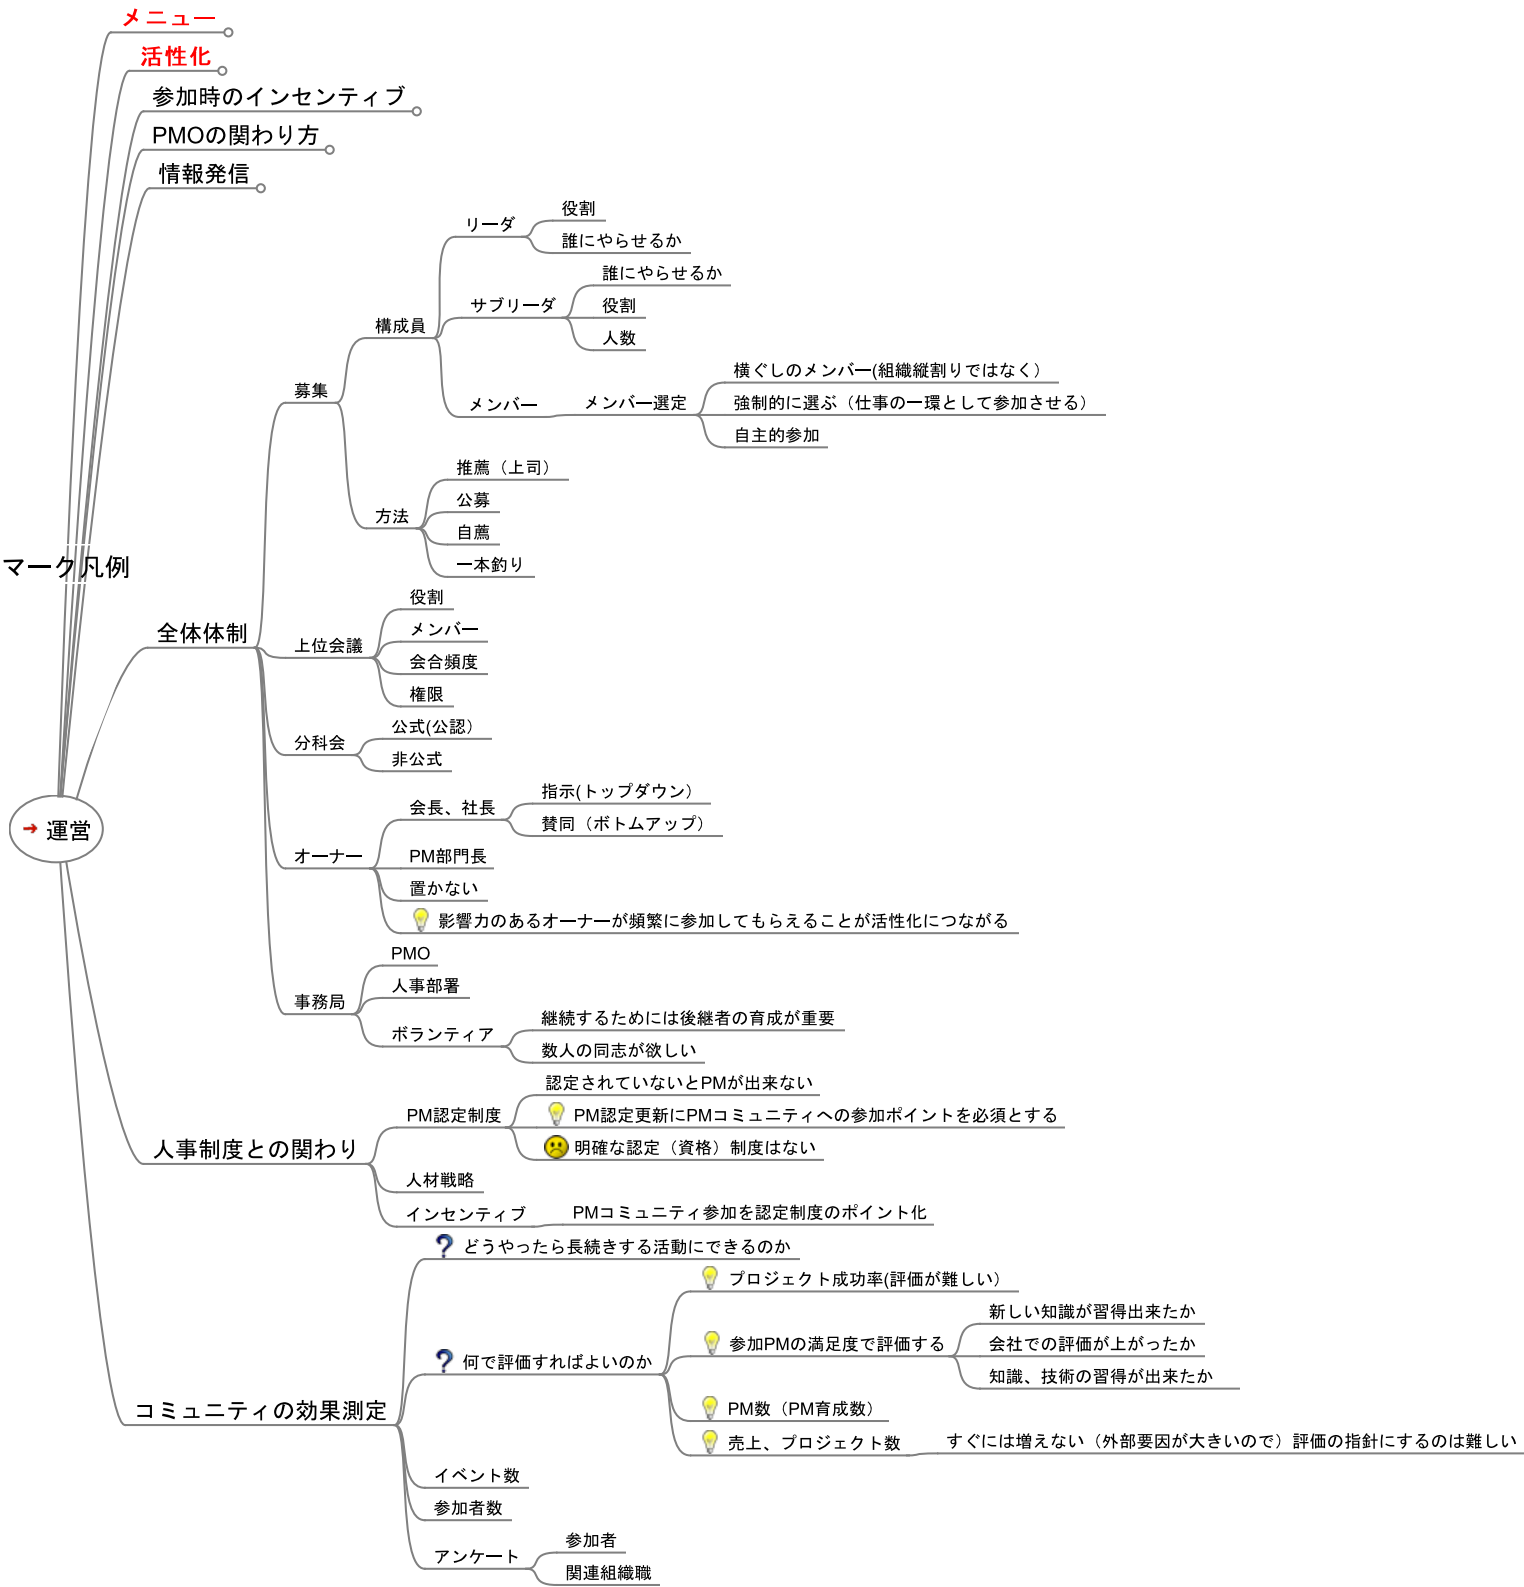 メニュー
活性化
参加時のインセンティブ
PMOの関わり方
情報発信
役割
リーダ
誰にやらせるか
誰にやらせるか
サブリーダ
役割
構成員
人数
横ぐしのメンバー(組織縦割りではなく）
募集
メンバー
メンバー選定
強制的に選ぶ（仕事の一環として参加させる）
自主的参加
推薦（上司）
公募
方法
自薦
一本釣り
マーク凡例
役割
全体体制
メンバー
上位会議
会合頻度
権限
公式(公認）
分科会
非公式
指示(トップダウン）
会長、社長
賛同（ボトムアップ）
運営
オーナー
PM部門長
置かない
影響力のあるオーナーが頻繁に参加してもらえることが活性化につながる
PMO
人事部署
事務局
継続するためには後継者の育成が重要
ボランティア
数人の同志が欲しい
認定されていないとPMが出来ない
PM認定制度
PM認定更新にPMコミュニティへの参加ポイントを必須とする
人事制度との関わり
明確な認定（資格）制度はない
人材戦略
インセンティブ
PMコミュニティ参加を認定制度のポイント化
どうやったら長続きする活動にできるのか
プロジェクト成功率(評価が難しい）
新しい知識が習得出来たか
参加PMの満足度で評価する
会社での評価が上がったか
何で評価すればよいのか
知識、技術の習得が出来たか
コミュニティの効果測定
PM数（PM育成数）
売上、プロジェクト数
すぐには増えない（外部要因が大きいので）評価の指針にするのは難しい
イベント数
参加者数
参加者
アンケート
関連組織職